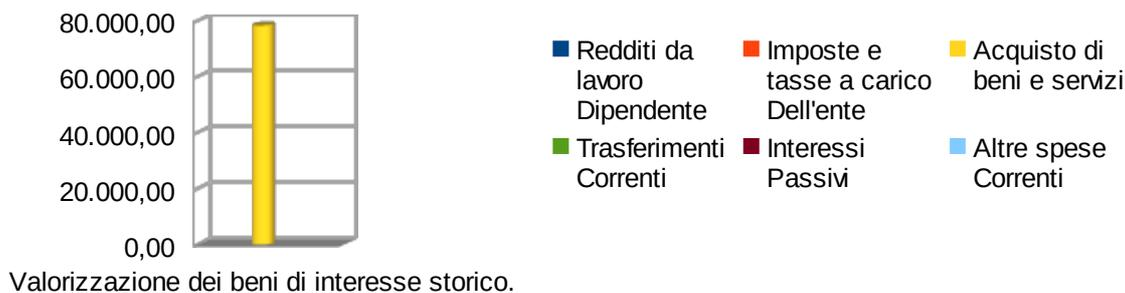 80.000,00
60.000,00
40.000,00
20.000,00
0,00
Valorizzazione dei beni di interesse storico.
Redditi da
lavoro
Dipendente
Imposte e
tasse a carico
Dell'ente
Acquisto di
beni e servizi
Trasferimenti
Correnti
Interessi
Passivi
Altre spese
Correnti